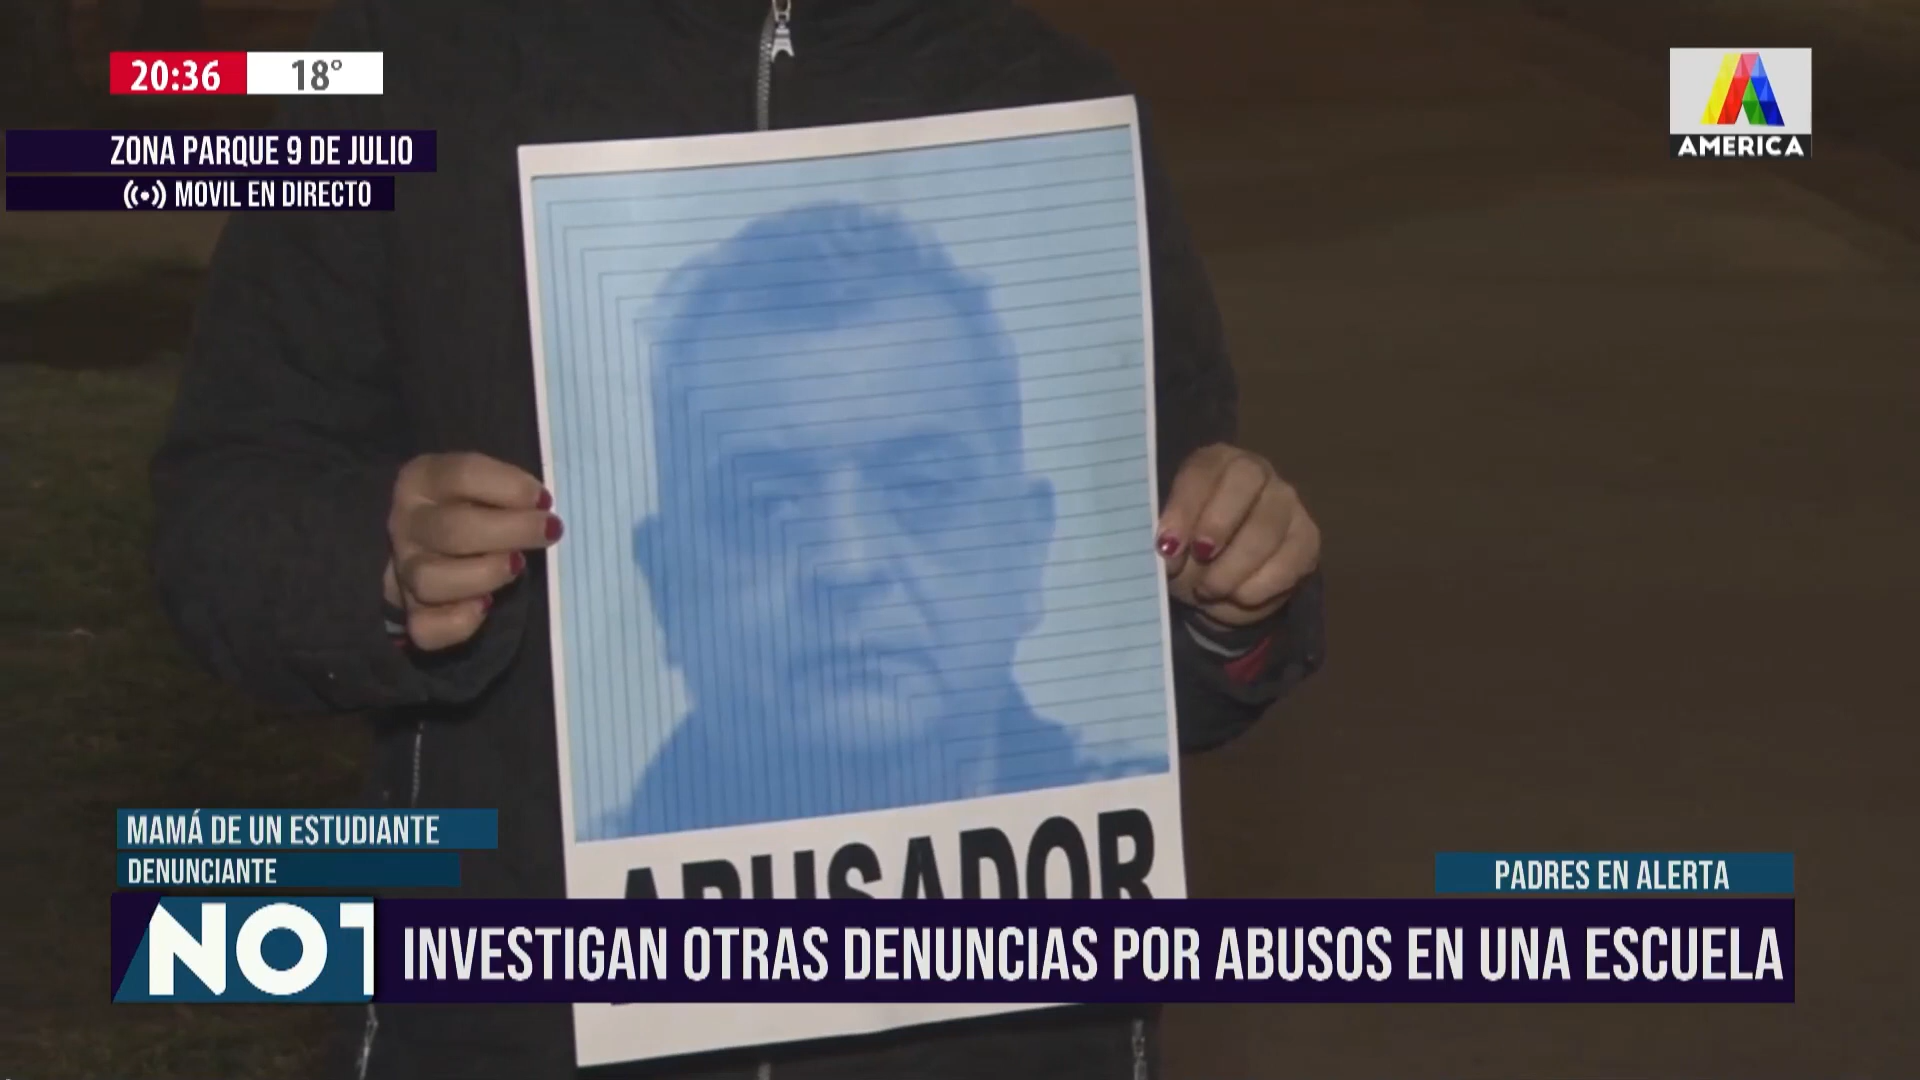 20:36 18°
ZONA PARQUE 9 DE JULIO
MOVIL EN DIRECTO
AMERICA
ABUSADOR
MAMÁ DE UN ESTUDIANTE
DENUNCIANTE
PADRES EN ALERTA
NOT
INVESTIGAN OTRAS DENUNCIAS POR ABUSOS EN UNA ESCUELA